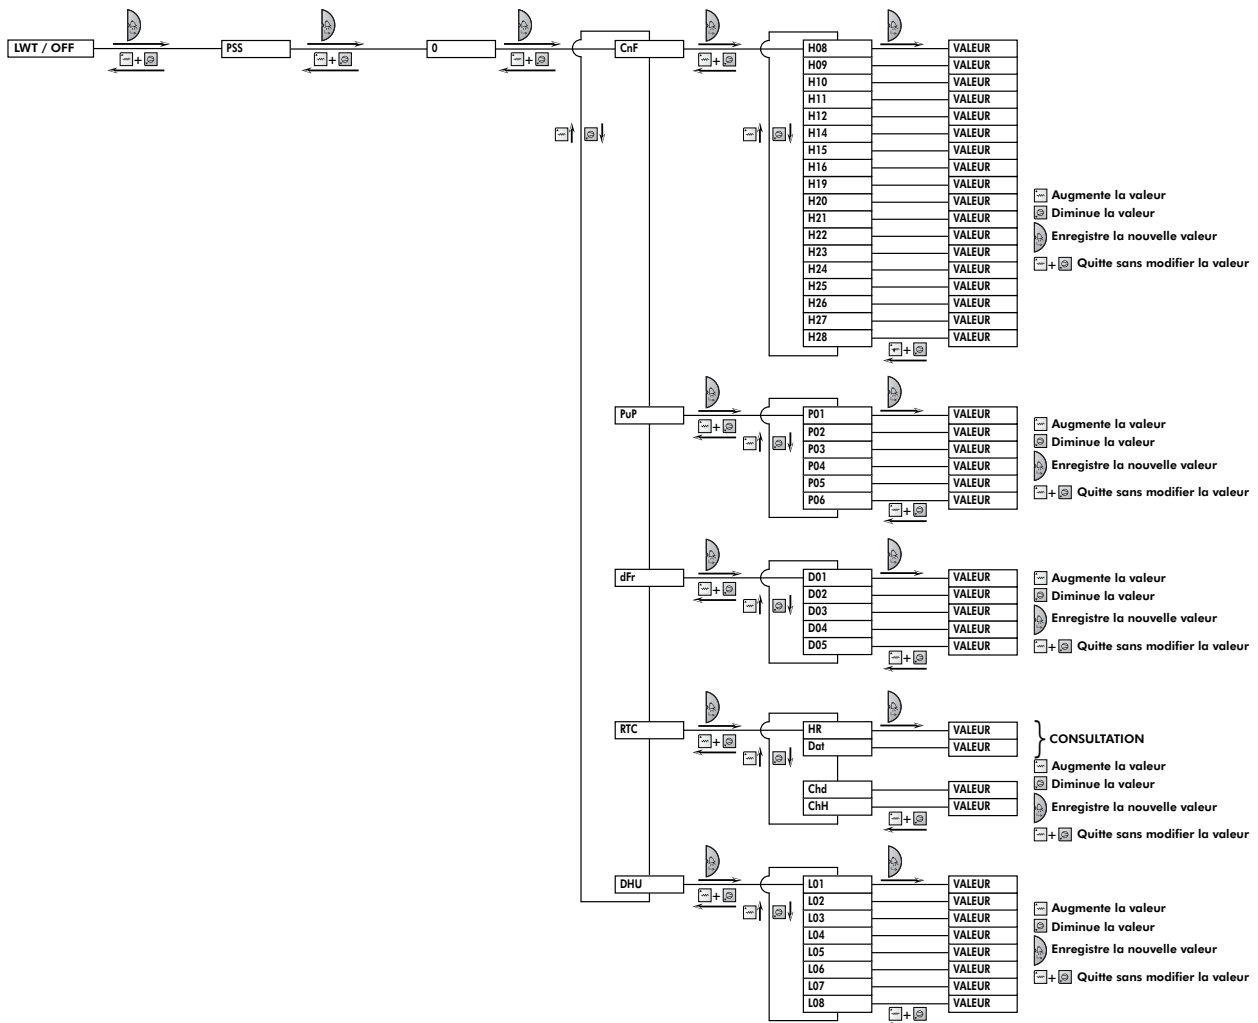 LWT / OFF
+
PSS
+
0
+
CnF
+
H08 VALEUR
H09 VALEUR
H10 VALEUR
H11 VALEUR
H12 VALEUR
H14 VALEUR
H15 VALEUR
H16 VALEUR
H19 VALEUR
H20 VALEUR
H21 VALEUR
H22 VALEUR
H23 VALEUR
H24 VALEUR
H25 VALEUR
H26 VALEUR
H27 VALEUR
H28 VALEUR
+
Augmente la valeur
Diminue la valeur
Enregistre la nouvelle valeur
+ Quitte sans modifier la valeur
PuP
+
P01 VALEUR
P02 VALEUR
P03 VALEUR
P04 VALEUR
P05 VALEUR
P06 VALEUR
+
Augmente la valeur
Diminue la valeur
Enregistre la nouvelle valeur
+ Quitte sans modifier la valeur
dFr
+
D01 VALEUR
D02 VALEUR
D03 VALEUR
D04 VALEUR
D05 VALEUR
+
Augmente la valeur
Diminue la valeur
Enregistre la nouvelle valeur
+ Quitte sans modifier la valeur
RTC
+
HR VALEUR
Dat VALEUR
} CONSULTATION
Chd VALEUR
ChH VALEUR
+
Augmente la valeur
Diminue la valeur
Enregistre la nouvelle valeur
+ Quitte sans modifier la valeur
DHU
+
L01 VALEUR
L02 VALEUR
L03 VALEUR
L04 VALEUR
L05 VALEUR
L06 VALEUR
L07 VALEUR
L08 VALEUR
+
Augmente la valeur
Diminue la valeur
Enregistre la nouvelle valeur
+ Quitte sans modifier la valeur